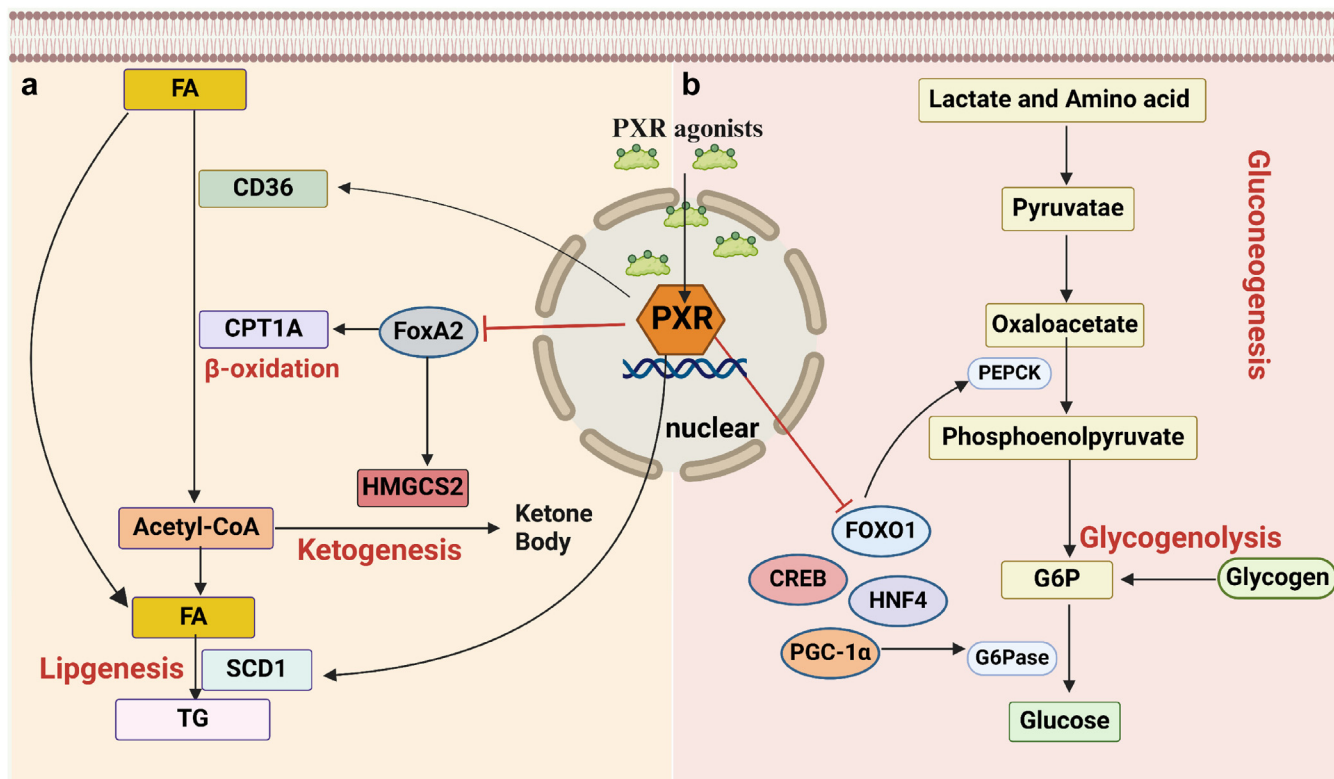 a
FA
CD36
CPT1A
FoxA2
β-oxidation
HMGCS2
Acetyl-CoA
Ketogenesis
Ketone
Body
FA
Lipgenesis
SCD1
TG
PXR agonists
PXR
nuclear
b
Lactate and Amino acid
Pyruvatae
Gluconeogenesis
Oxaloacetate
PEPCK
Phosphoenolpyruvate
FOXO1
CREB
HNF4
PGC-1α
Glycogenolysis
G6P
Glycogen
G6Pase
Glucose